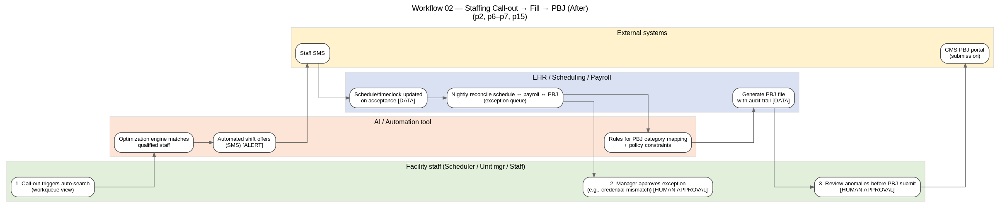 Workflow 02 — Staffing Call-out → Fill → PBJ (After)
(p2, p6–p7, p15)
External systems
Staff SMS
CMS PBJ portal
(submission)
EHR / Scheduling / Payroll
Schedule/timeclock updated
on acceptance [DATA]
Nightly reconcile schedule ↔ payroll ↔ PBJ
(exception queue)
Generate PBJ file
with audit trail [DATA]
AI / Automation tool
Optimization engine matches
qualified staff
Automated shift offers
(SMS) [ALERT]
Rules for PBJ category mapping
+ policy constraints
Facility staff (Scheduler / Unit mgr / Staff)
1. Call-out triggers auto-search
(workqueue view)
2. Manager approves exception
(e.g., credential mismatch) [HUMAN APPROVAL]
3. Review anomalies before PBJ submit
[HUMAN APPROVAL]